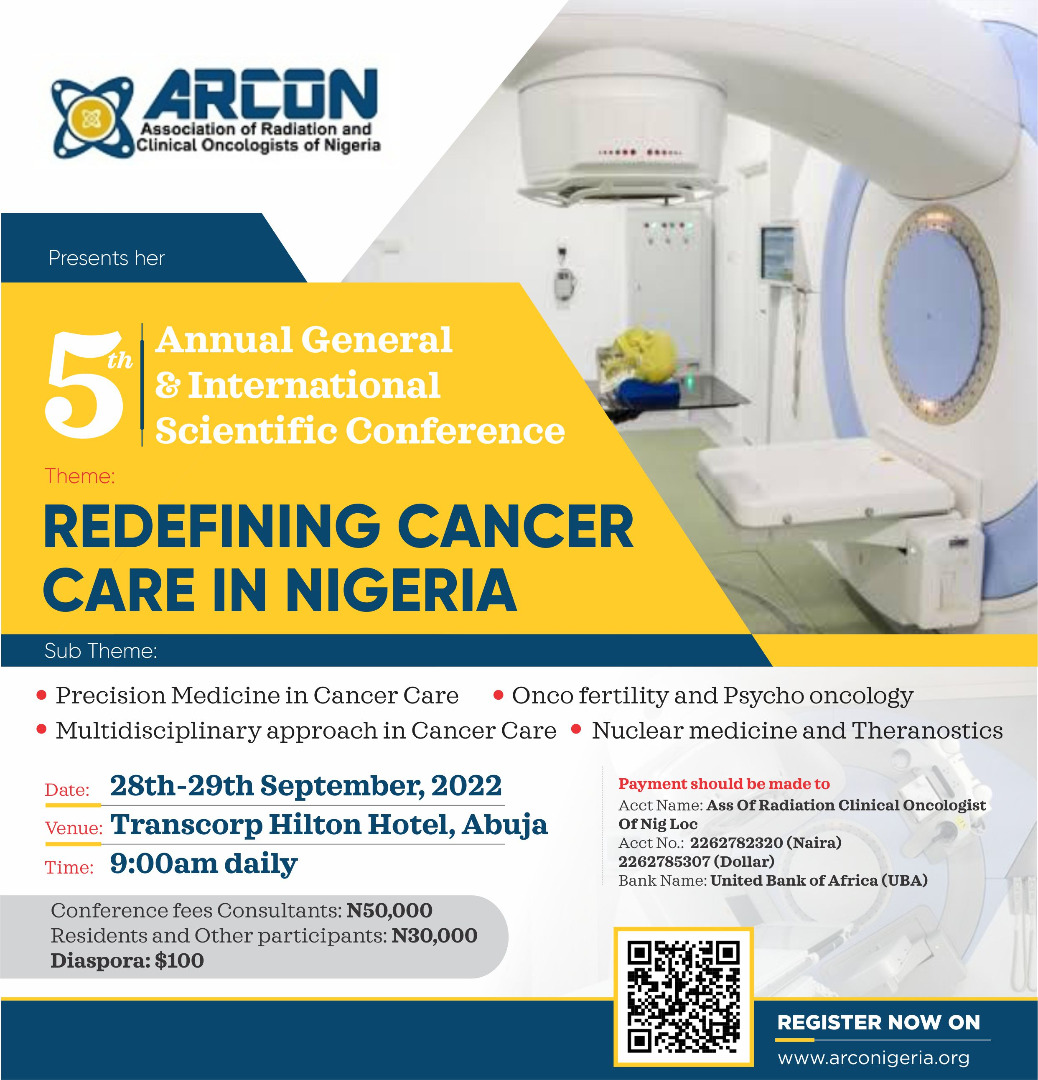 ARCON
Association of Radiation and
Clinical Oncologists of Nigeria
Presents her
5th
Annual General
& International
Scientific Conference
Theme:
REDEFINING CANCER
CARE IN NIGERIA
Sub Theme:
• Precision Medicine in Cancer Care • Onco fertility and Psycho oncology
• Multidisciplinary approach in Cancer Care • Nuclear medicine and Theranostics
Date: 28th-29th September, 2022
Venue: Transcorp Hilton Hotel, Abuja
Time: 9:00am daily
Payment should be made to
Acct Name: Ass Of Radiation Clinical Oncologist
Of Nig Loc
Acct No.: 2262782320 (Naira)
2262785307 (Dollar)
Bank Name: United Bank of Africa (UBA)
Conference fees Consultants: N50,000
Residents and Other participants: N30,000
Diaspora: $100
REGISTER NOW ON
www.arconigeria.org